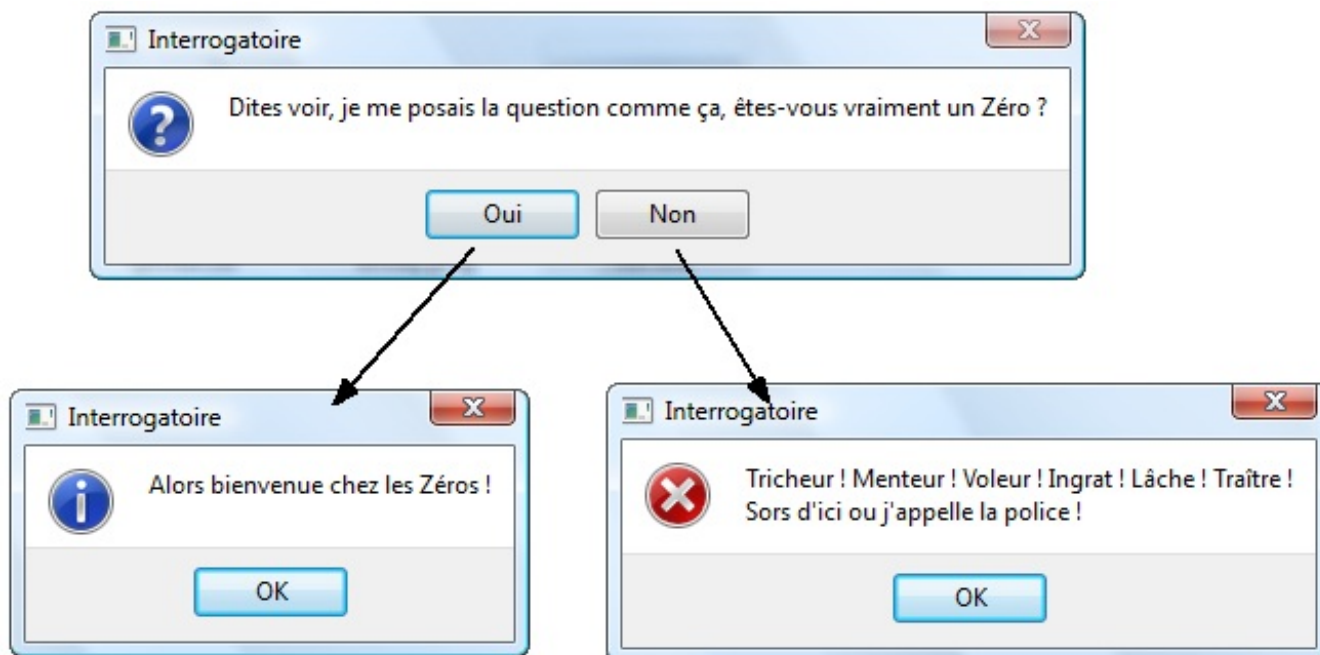 Interrogatoire
Dites voir, je me posais la question comme ça, êtes-vous vraiment un Zéro ?
Oui
Non
Interrogatoire
Alors bienvenue chez les Zéros !
OK
Interrogatoire
Tricheur ! Menteur ! Voleur ! Ingrat ! Lâche ! Traître !
Sors d'ici ou j'appelle la police !
OK